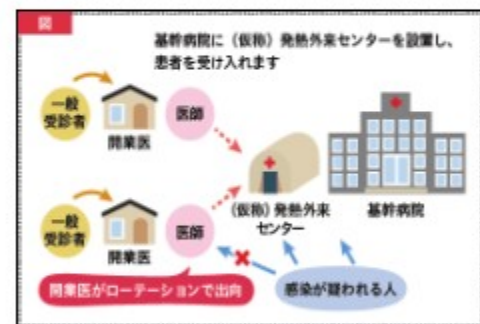 図
基幹病院に（仮称）発熱外来センターを設置し、
患者を受け入れます
一般
受診者
開業医
医師
（仮称）発熱外来
センター
基幹病院
一般
受診者
開業医
医師
開業医がローテーションで出向
感染が疑われる人